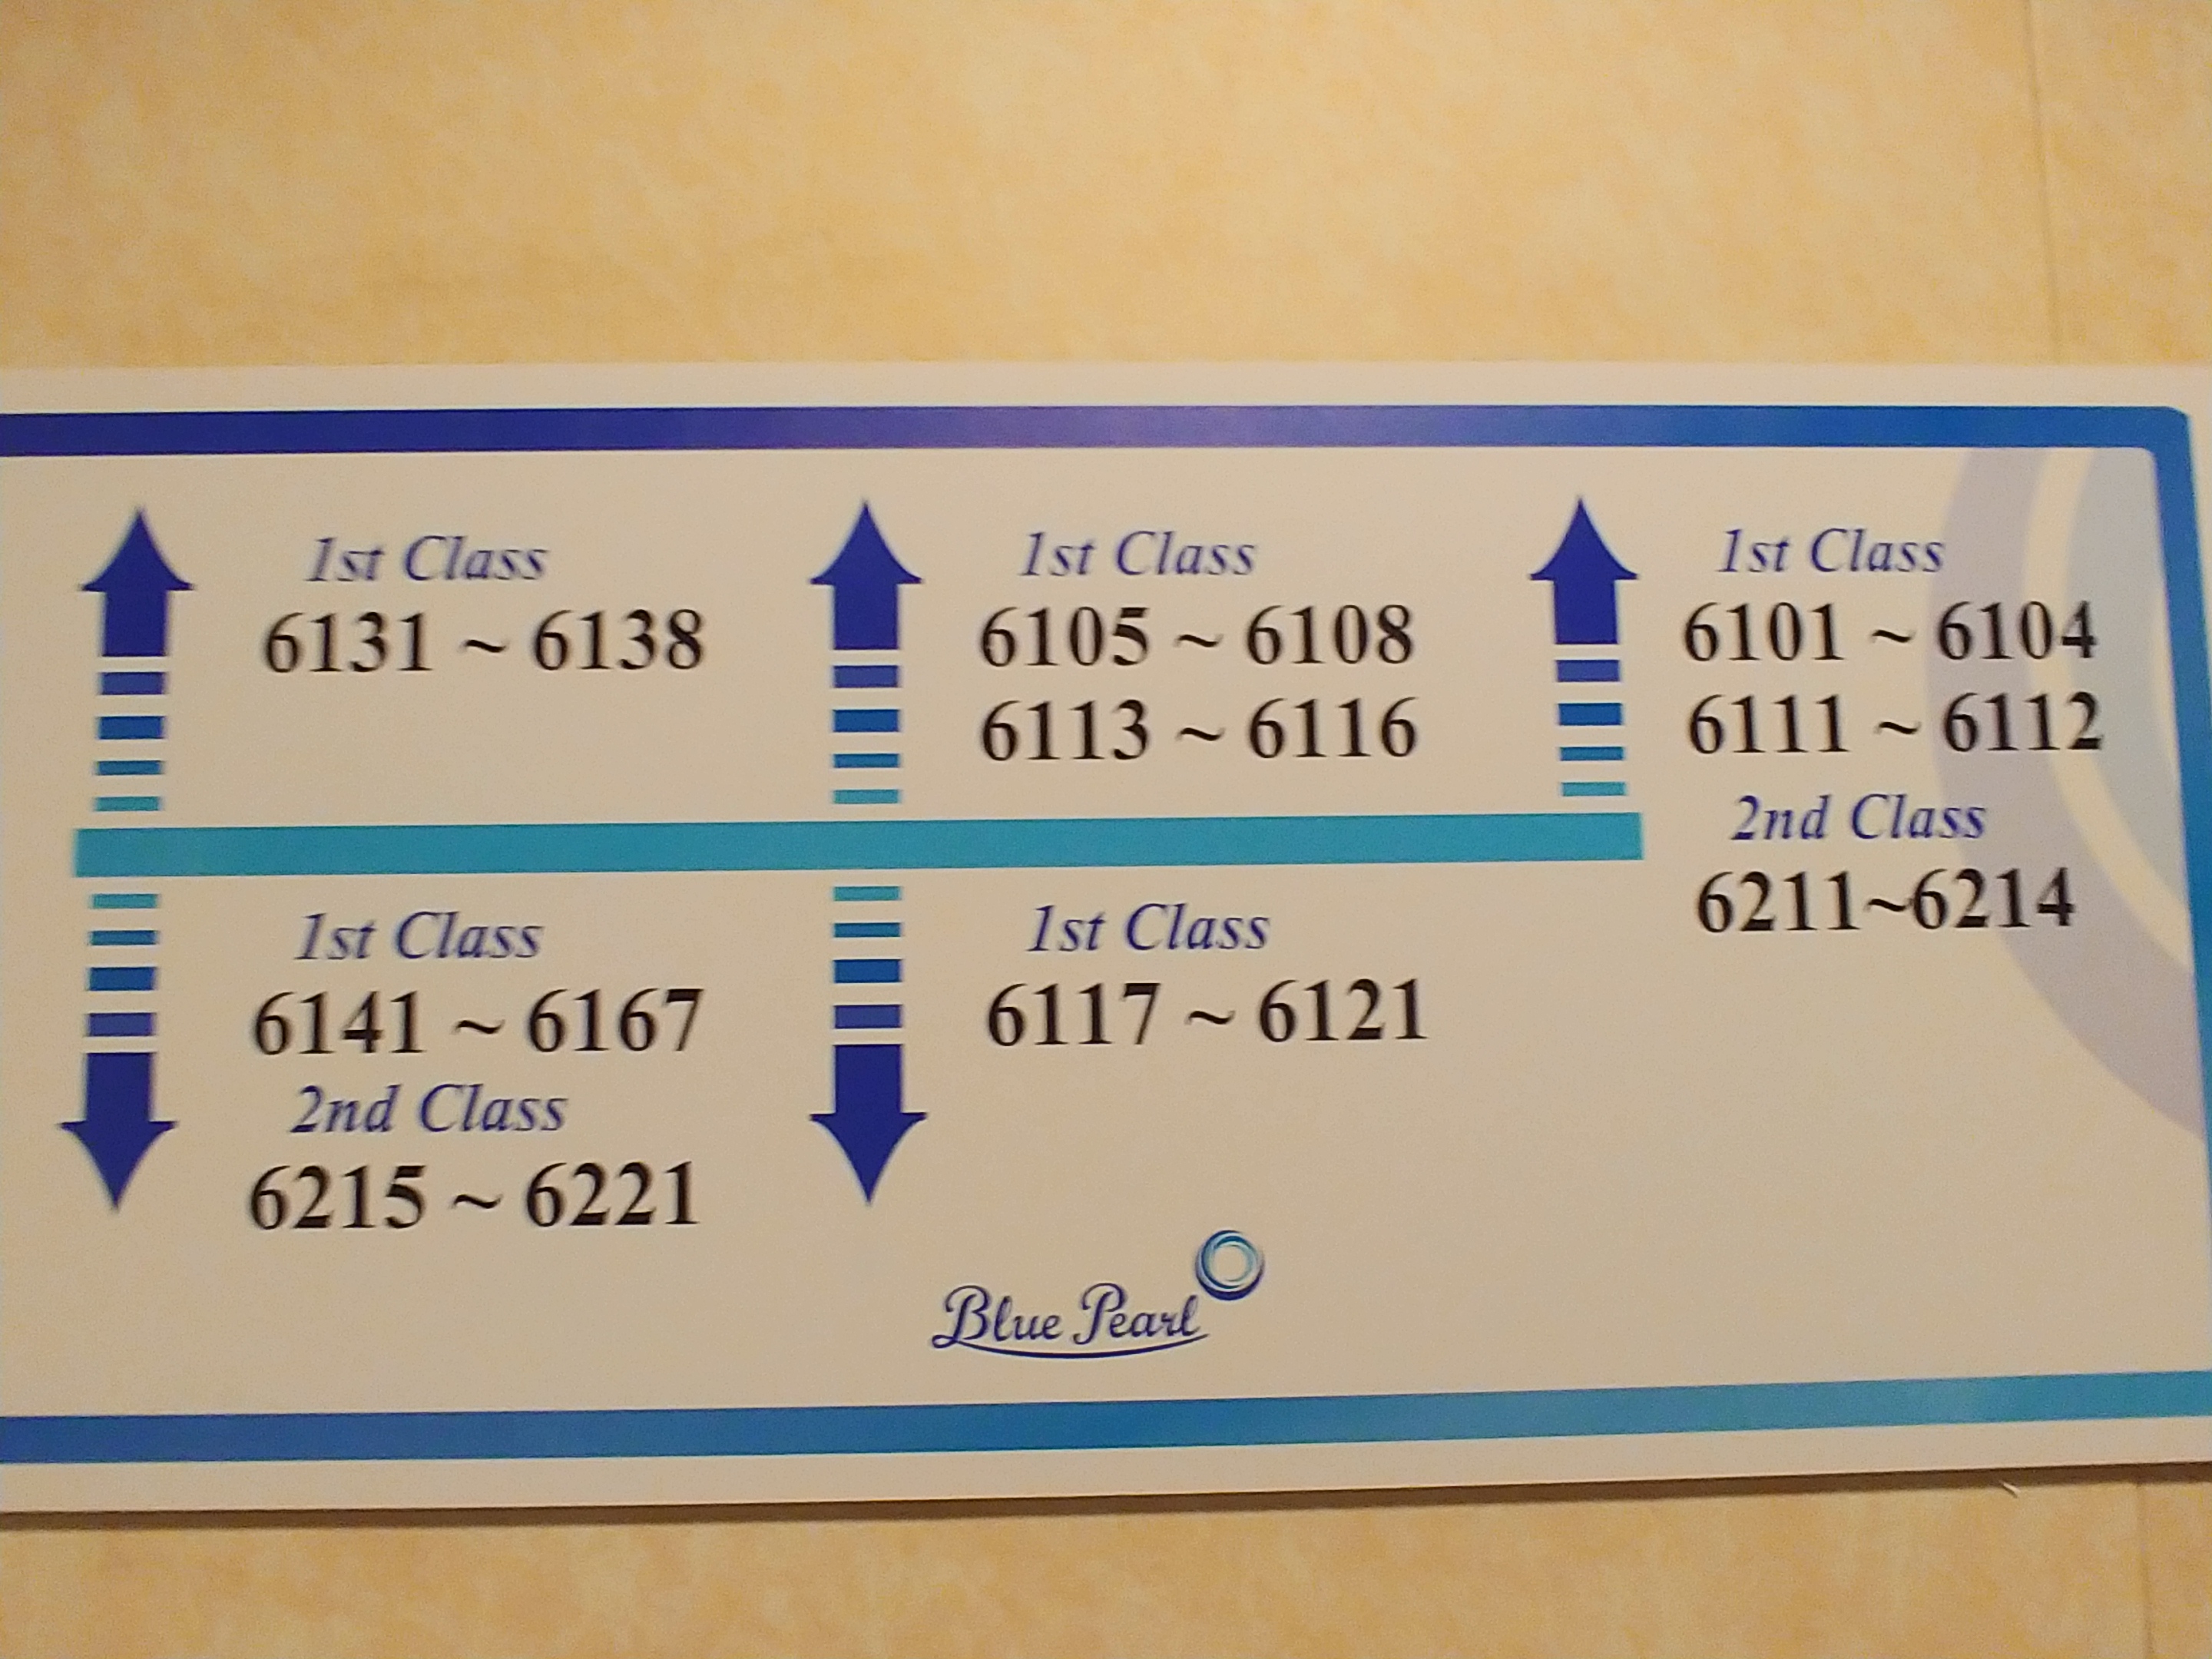 1st Class
6131 ~ 6138
1st Class
6105 ~ 6108
6113 ~ 6116
1st Class
6101 ~ 6104
6111 ~ 6112
2nd Class
6211~6214
1st Class
6141 ~ 6167
2nd Class
6215 ~ 6221
1st Class
6117 ~ 6121
Blue Pearl